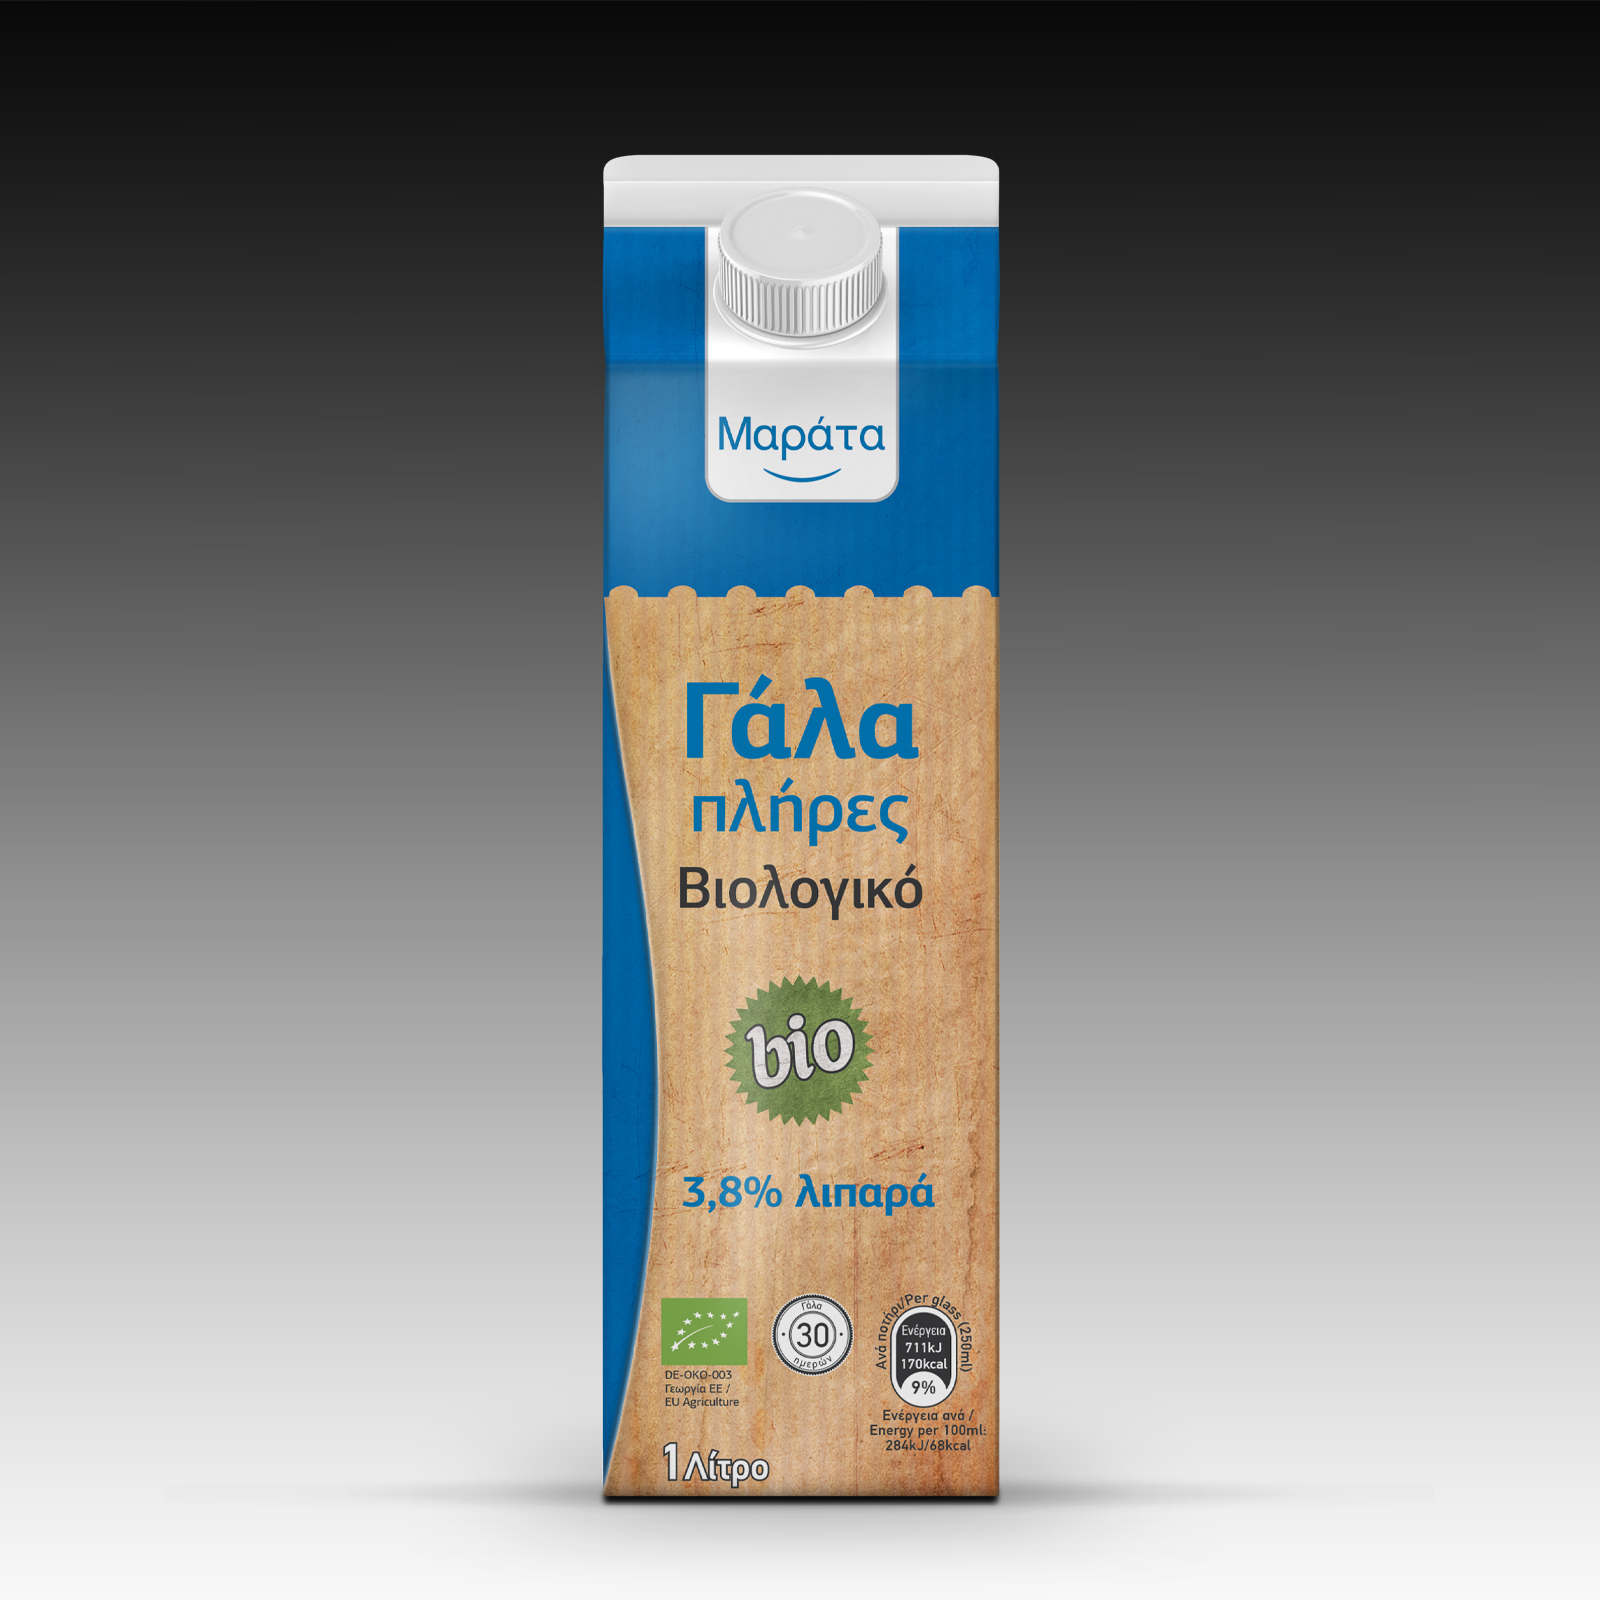 Μαράτα
Γάλα
πλήρες
Βιολογικό
bio
3,8% λιπαρά
DE-ÖKO-003
Γεωργία ΕΕ /
EU Agriculture
Γάλα
30
ημερών
Ανά ποτήρι/Per glass (250ml)
Ενέργεια
711kJ
170kcal
9%
Ενέργεια ανά /
Energy per 100ml:
284kJ/68kcal
1 Λίτρο